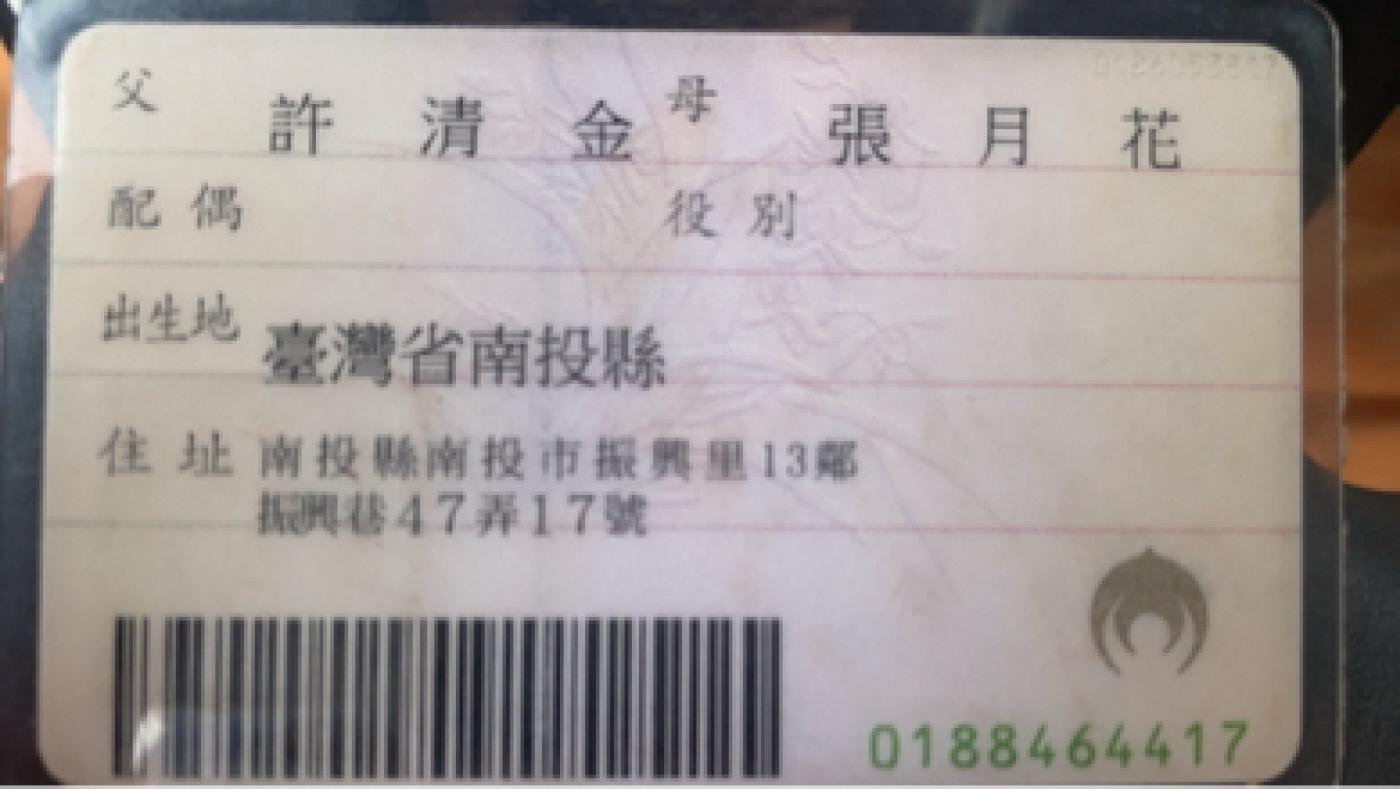 父 許清金 母 張月花
配偶 役別
出生地 臺灣省南投縣
住址 南投縣南投市振興里13鄰
振興巷47弄17號
0188464417